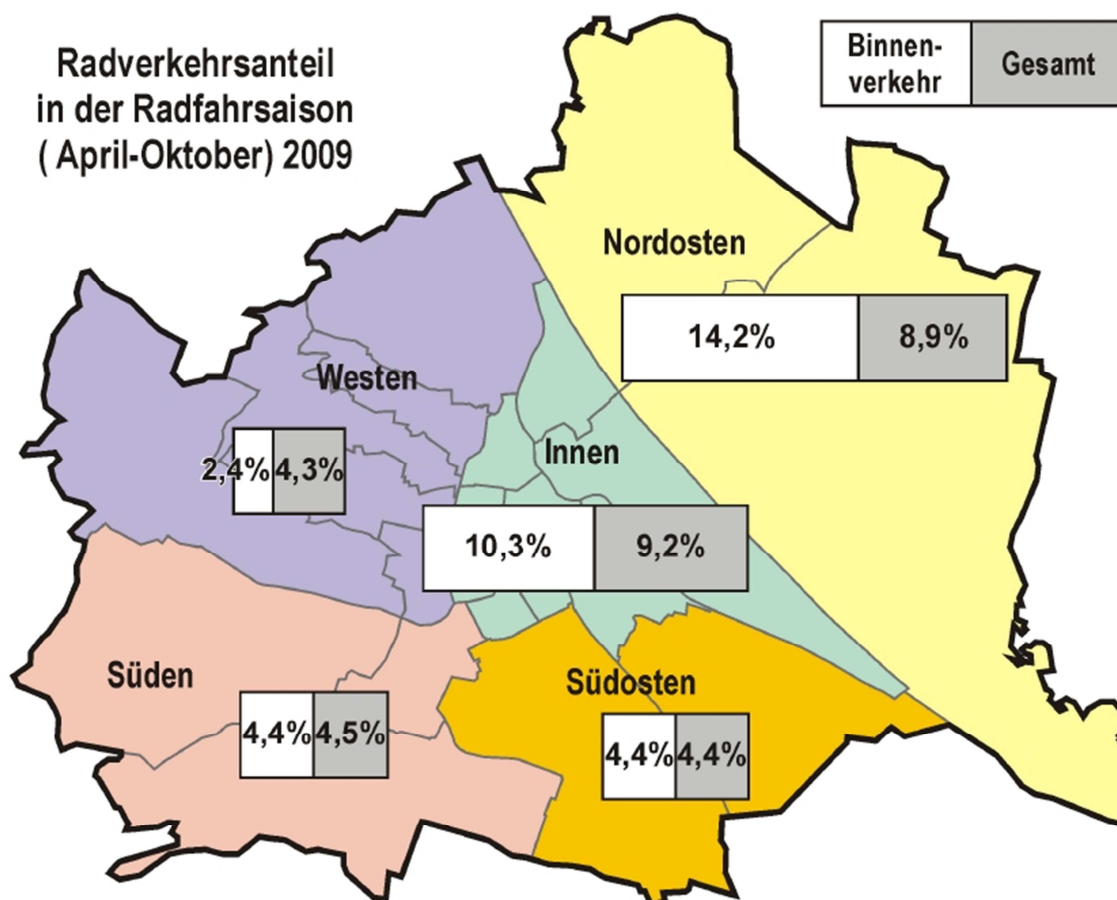 Radverkehrsanteil
in der Radfahrsaison
( April-Oktober) 2009
Binnen-
verkehr
Gesamt
Nordosten
14,2% 8,9%
Westen
2,4% 4,3%
Innen
10,3% 9,2%
Süden
4,4% 4,5%
Südosten
4,4% 4,4%